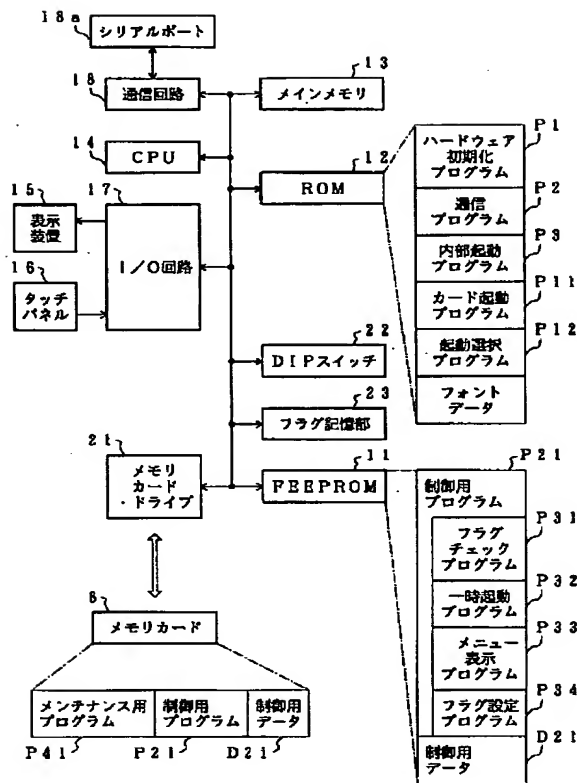 18a
シリアルポート
18
通信回路
13
メインメモリ
14
CPU
12
ROM
15
表示
装置
17
I/O回路
16
タッチ
パネル
P1
ハードウェア
初期化
プログラム
P2
通信
プログラム
P3
内部起動
プログラム
P11
カード起動
プログラム
P12
起動選択
プログラム
フォント
データ
22
DIPスイッチ
23
フラグ記憶部
21
メモリ
カード
・ドライブ
11
FEEPROM
P21
制御用
プログラム
P31
フラグ
チェック
プログラム
P32
一時起動
プログラム
P33
メニュー
表示
プログラム
P34
フラグ設定
プログラム
D21
制御用データ
メモリカード
メンテナンス用
プログラム
制御用
プログラム
制御用
データ
P41
P21
D21